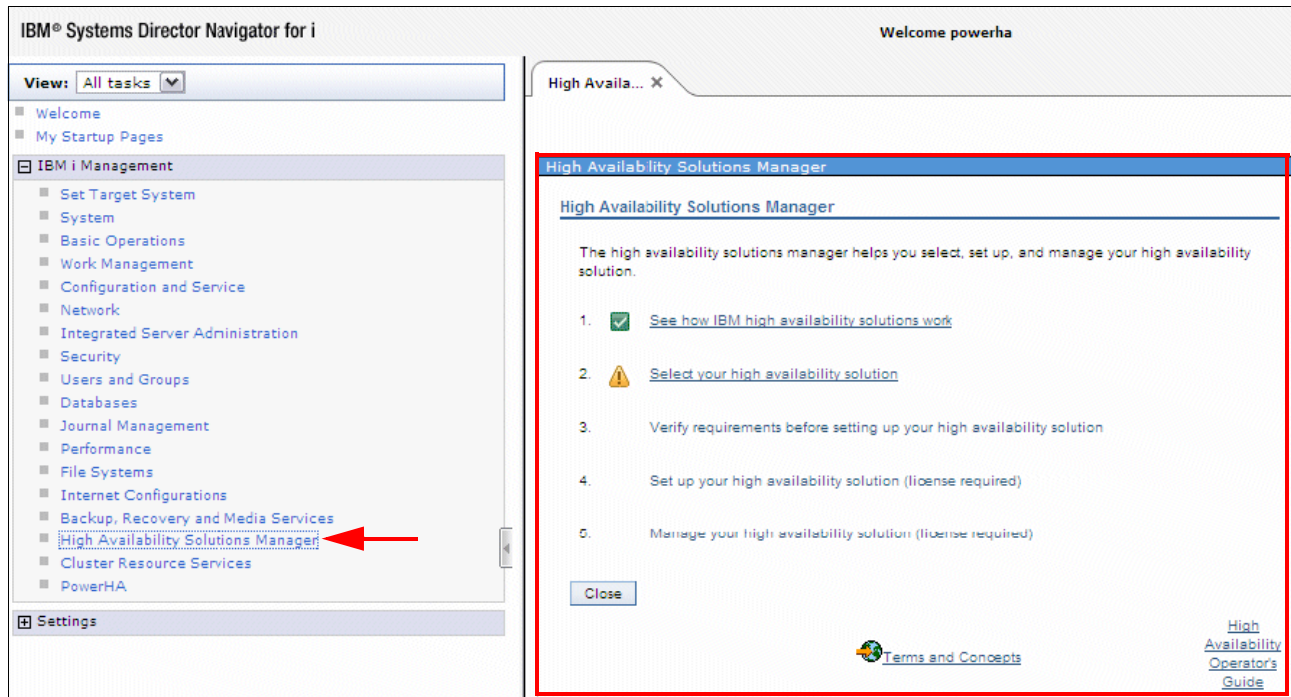 IBM® Systems Director Navigator for i
Welcome powerha
View: All tasks
Welcome
My Startup Pages
IBM i Management
Set Target System
System
Basic Operations
Work Management
Configuration and Service
Network
Integrated Server Administration
Security
Users and Groups
Databases
Journal Management
Performance
File Systems
Internet Configurations
Backup, Recovery and Media Services
High Availability Solutions Manager
Cluster Resource Services
PowerHA
Settings
High Availa...
High Availability Solutions Manager
High Availability Solutions Manager
The high availability solutions manager helps you select, set up, and manage your high availability
solution.
1. See how IBM high availability solutions work
2. Select your high availability solution
3. Verify requirements before setting up your high availability solution
4. Set up your high availability solution (license required)
5. Manage your high availability solution (license required)
Close
Terms and Concepts
High
Availability
Operator's
Guide